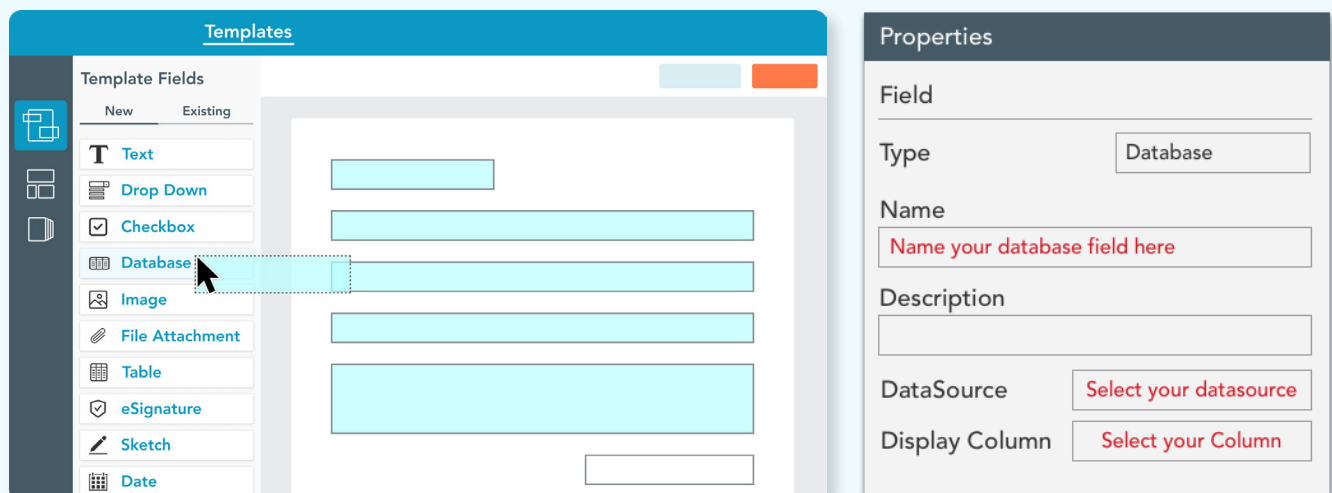 Templates
Template Fields
New Existing
Text
Drop Down
Checkbox
Database
Image
File Attachment
Table
eSignature
Sketch
Date
Properties
Field
Type Database
Name
Name your database field here
Description
DataSource Select your datasource
Display Column Select your Column